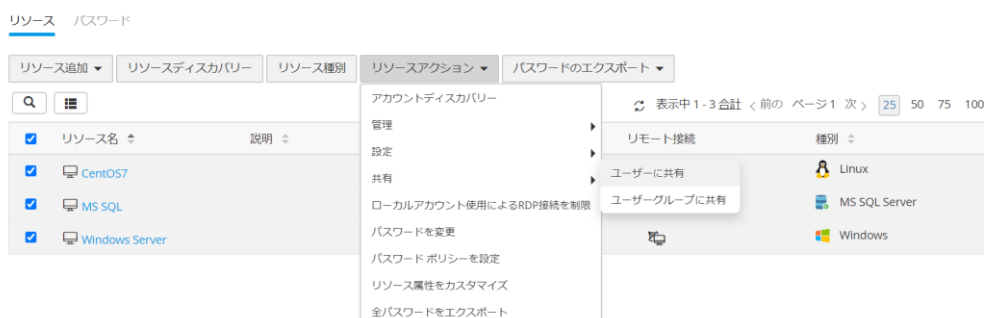 リソース パスワード
リソース追加 リソースディスカバリー リソース種別 リソースアクション パスワードのエクスポート
表示中 1 - 3 合計 前の ページ 1 次 25 50 75 100
リソース名 説明 リモート接続 種別
CentOS7 Linux
MS SQL MS SQL Server
Windows Server Windows
アカウントディスカバリー
管理
設定
共有
ユーザーに共有
ユーザーグループに共有
ローカルアカウント使用によるRDP接続を制限
パスワードを変更
パスワード ポリシーを設定
リソース属性をカスタマイズ
全パスワードをエクスポート